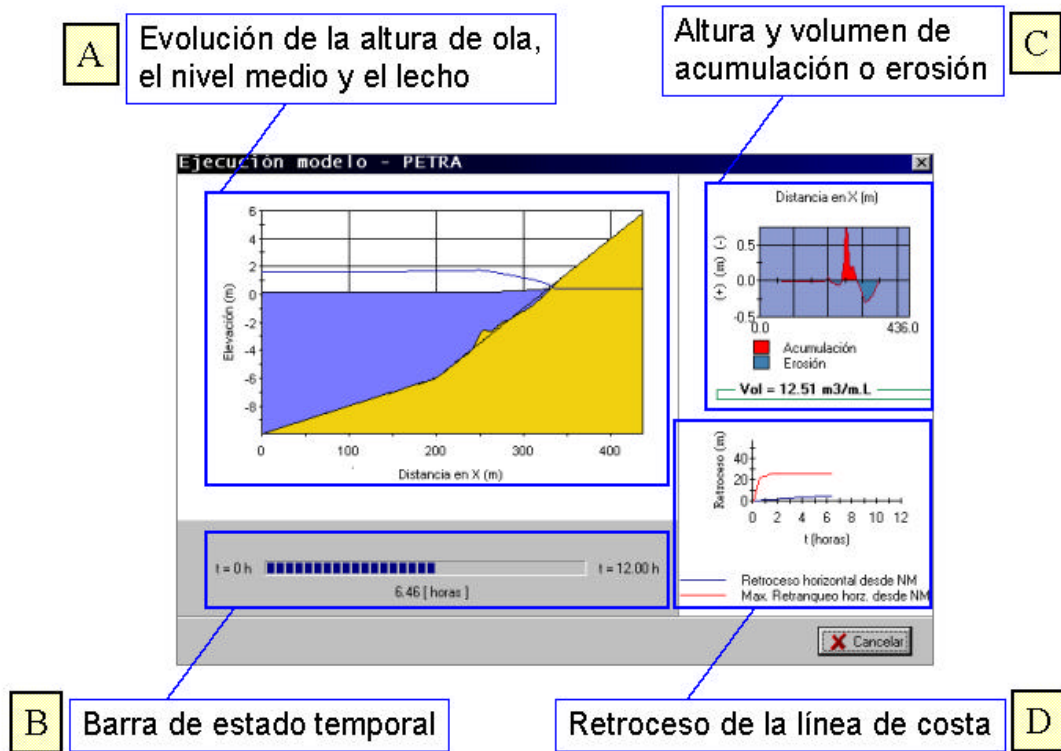 A
Evolución de la altura de ola,
el nivel medio y el lecho
Altura y volumen de
acumulación o erosión
C
Ejecución modelo - PETRA
6
4
2
0
-2
-4
-6
-8
Elevación (m)
0 100 200 300 400
Distancia en X (m)
Distancia en X (m)
(+) (m) (-)
0.5
0.0
-0.5
0.0 436.0
Acumulación
Erosión
Vol = 12.51 m3/m.L
Retroceso (m)
40
20
0
0 2 4 6 8 10 12
t (horas)
Retroceso horizontal desde NM
Max. Retranqueo horz. desde NM
t = 0 h
t = 12.00 h
6.46 [ horas ]
Cancelar
B
Barra de estado temporal
Retroceso de la línea de costa
D